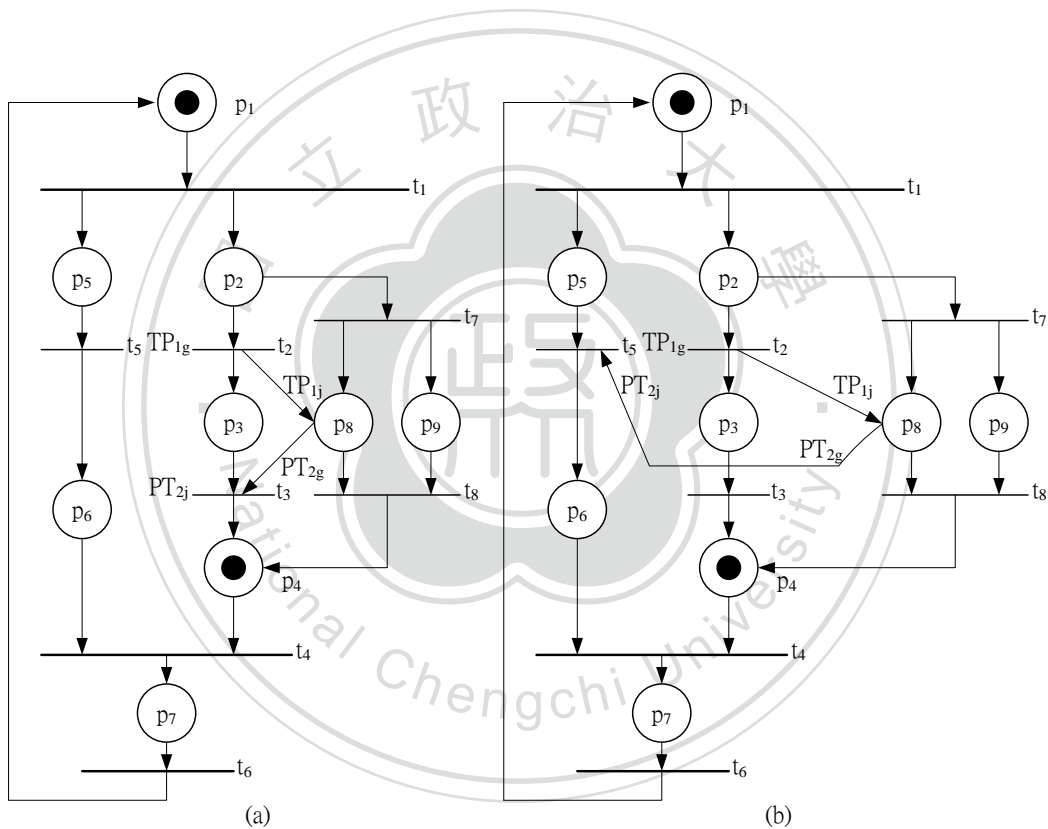 p₁
t₁
p₅
p₂
t₇
t₅
TP₁g
t₂
TP₁j
p₃
p₈
p₉
PT₂g
PT₂j
t₃
t₈
p₆
p₄
t₄
p₇
t₆
(a)
p₁
t₁
p₅
p₂
t₇
t₅
TP₁g
t₂
PT₂j
TP₁j
p₃
p₈
p₉
PT₂g
t₃
t₈
p₆
p₄
t₄
p₇
t₆
(b)
立政治大學
National Chengchi University